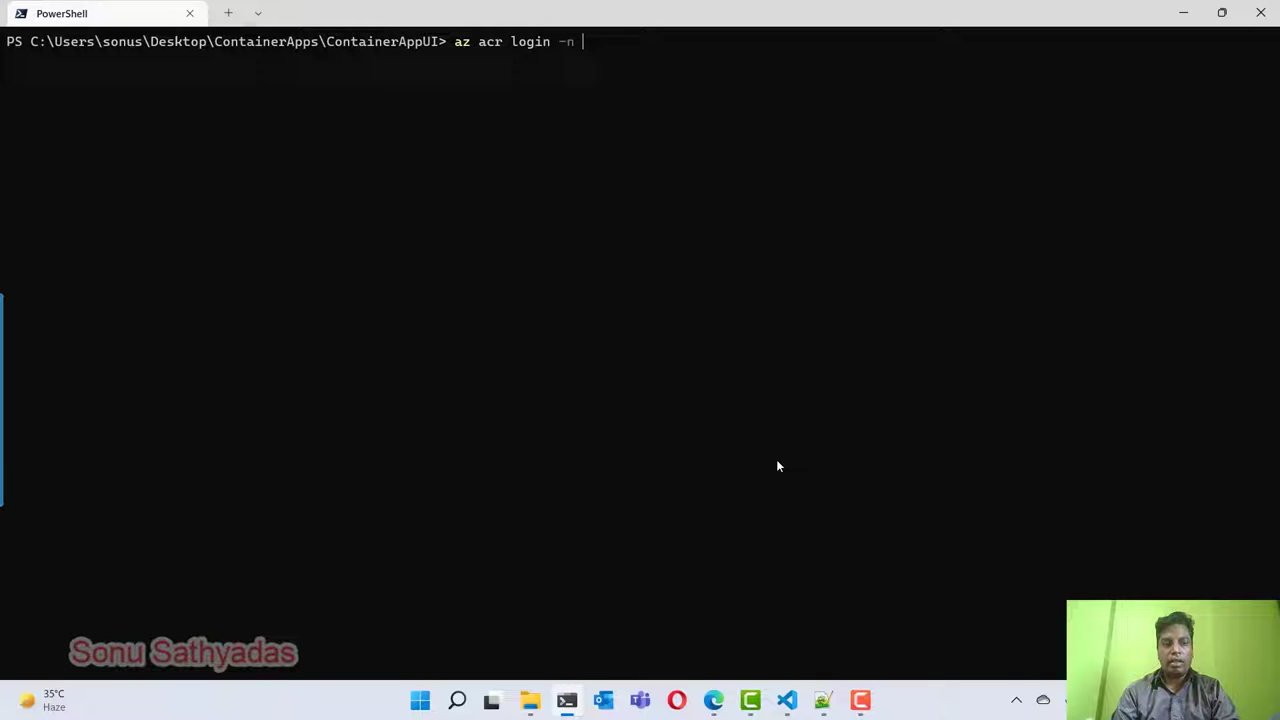 PowerShell
PS C:\Users\sonus\Desktop\ContainerApps\ContainerAppUI> az acr login -n
Sonu Sathyadas
35°C
Haze